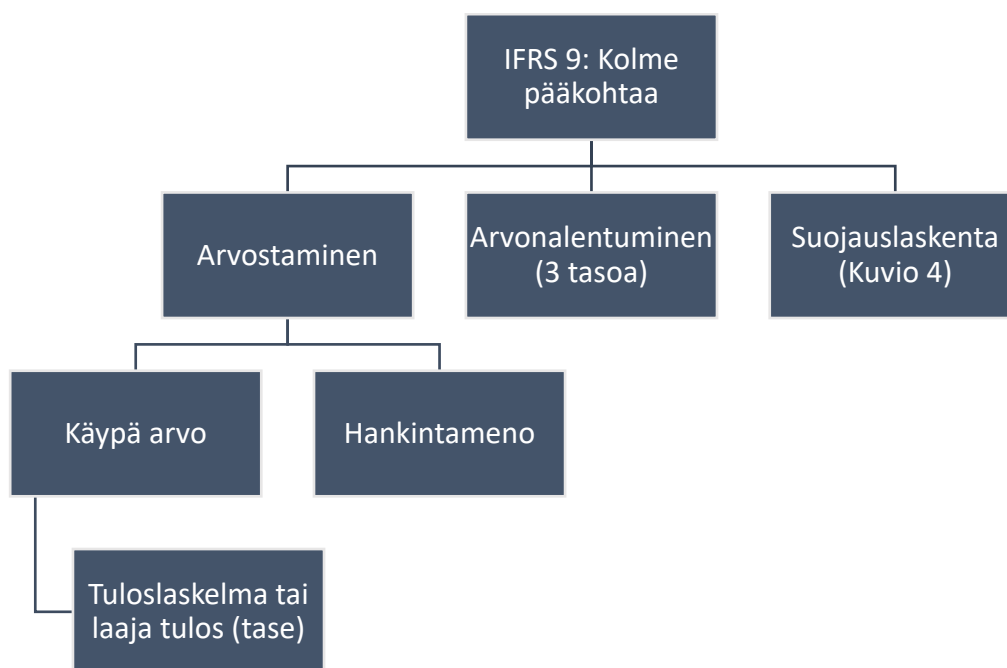 IFRS 9: Kolme
pääkohtaa
Arvostaminen
Arvonalentuminen
(3 tasoa)
Suojauslaskenta
(Kuvio 4)
Käypä arvo
Hankintameno
Tuloslaskelma tai
laaja tulos (tase)